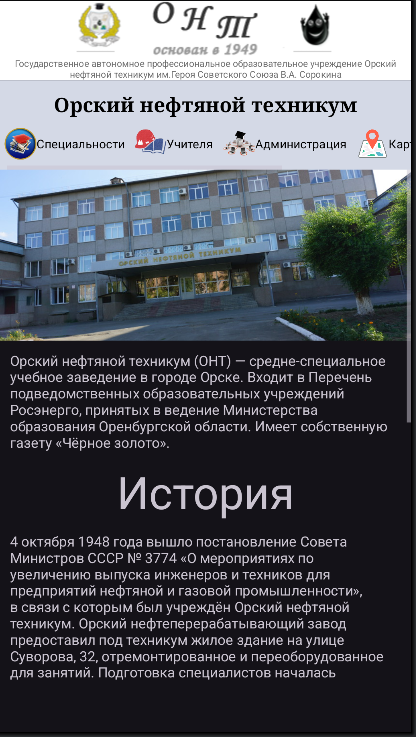 ОНТ
основан в 1949
Государственное автономное профессиональное образовательное учреждение Орский
нефтяной техникум им.Героя Советского Союза В.А. Сорокина
Орский нефтяной техникум
Специальности Учителя Администрация Карт
ОРСКИЙ НЕФТЯНОЙ ТЕХНИКУМ
Орский нефтяной техникум (ОНТ) — средне-специальное
учебное заведение в городе Орске. Входит в Перечень
подведомственных образовательных учреждений
Росэнерго, принятых в ведение Министерства
образования Оренбургской области. Имеет собственную
газету «Чёрное золото».
История
4 октября 1948 года вышло постановление Совета
Министров СССР № 3774 «О мероприятиях по
увеличению выпуска инженеров и техников для
предприятий нефтяной и газовой промышленности»,
в связи с которым был учреждён Орский нефтяной
техникум. Орский нефтеперерабатывающий завод
предоставил под техникум жилое здание на улице
Суворова, 32, отремонтированное и переоборудованное
для занятий. Подготовка специалистов началась